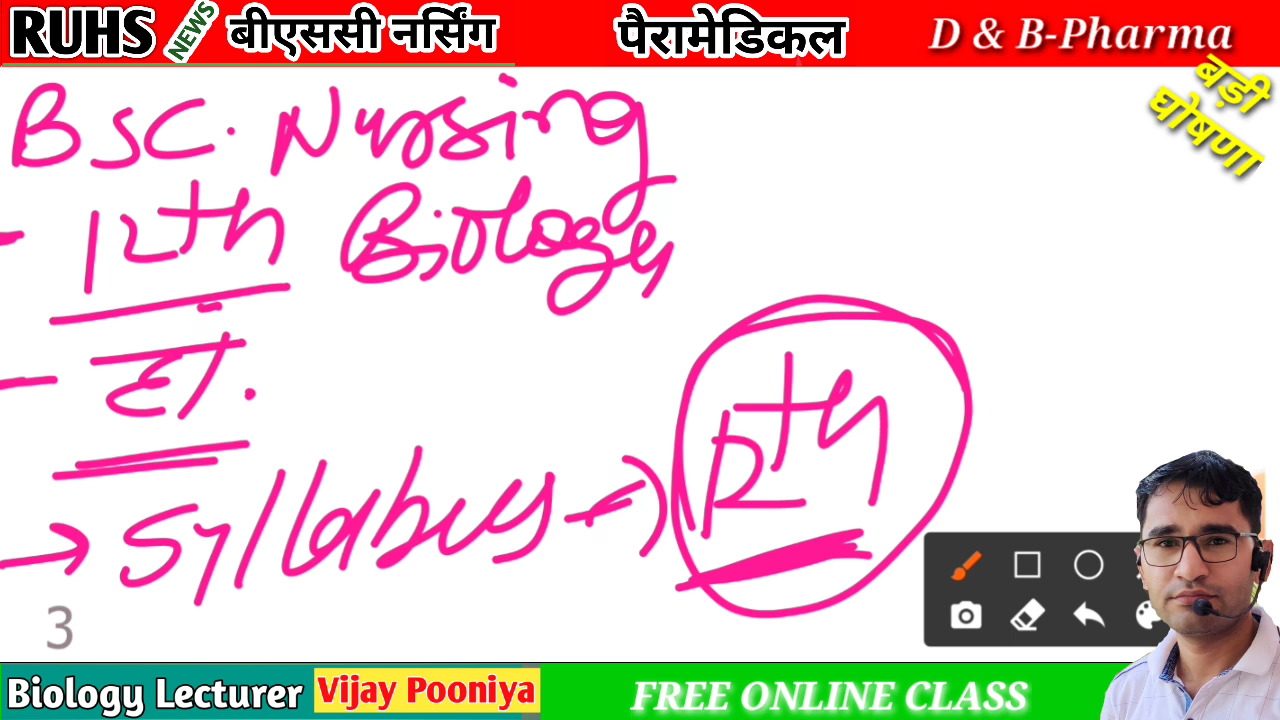 RUHS NEWS बीएससी नर्सिंग पैरामेडिकल D & B-Pharma
बड़ी
घोषणा
BSC. Nursing
- 12th Biology
-
→ Syllabus → 12th
3
Biology Lecturer Vijay Pooniya FREE ONLINE CLASS